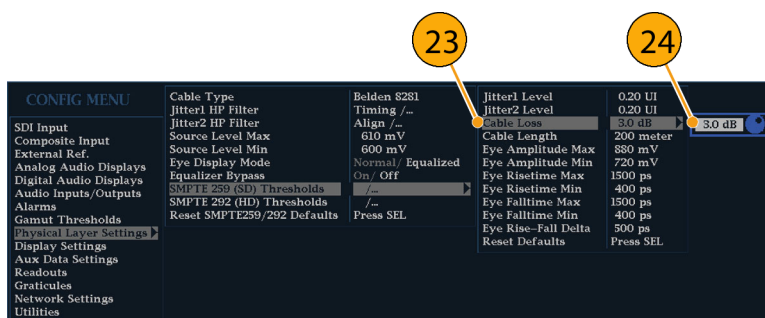 23
24
CONFIG MENU
SDI Input
Composite Input
External Ref.
Analog Audio Displays
Digital Audio Displays
Audio Inputs/Outputs
Alarms
Gamut Thresholds
Physical Layer Settings
Display Settings
Aux Data Settings
Readouts
Graticules
Network Settings
Utilities
Cable Type Belden 8281
Jitter1 HP Filter Timing /...
Jitter2 HP Filter Align /...
Source Level Max 610 mV
Source Level Min 600 mV
Eye Display Mode Normal/ Equalized
Equalizer Bypass On/ Off
SMPTE 259 (SD) Thresholds /...
SMPTE 292 (HD) Thresholds /...
Reset SMPTE259/292 Defaults Press SEL
Jitter1 Level 0.20 UI
Jitter2 Level 0.20 UI
Cable Loss 3.0 dB
Cable Length 200 meter
Eye Amplitude Max 880 mV
Eye Amplitude Min 720 mV
Eye Risetime Max 1500 ps
Eye Risetime Min 400 ps
Eye Falltime Max 1500 ps
Eye Falltime Min 400 ps
Eye Rise-Fall Delta 500 ps
Reset Defaults Press SEL
3.0 dB